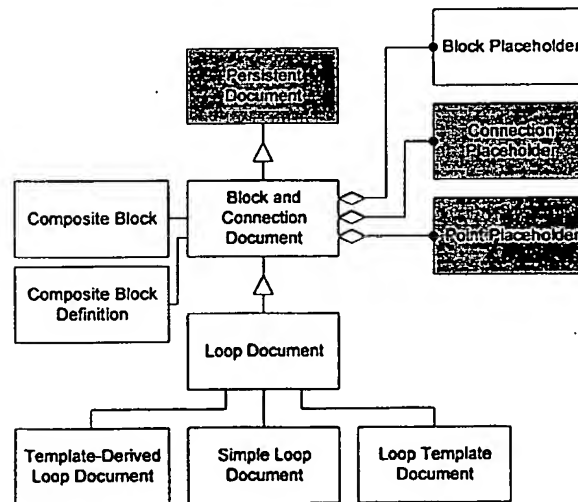 Block Placeholder
Persistent
Document
Connection
Placeholder
Composite Block
Block and
Connection
Document
Point Placeholder
Composite Block
Definition
Loop Document
Template-Derived
Loop Document
Simple Loop
Document
Loop Template
Document